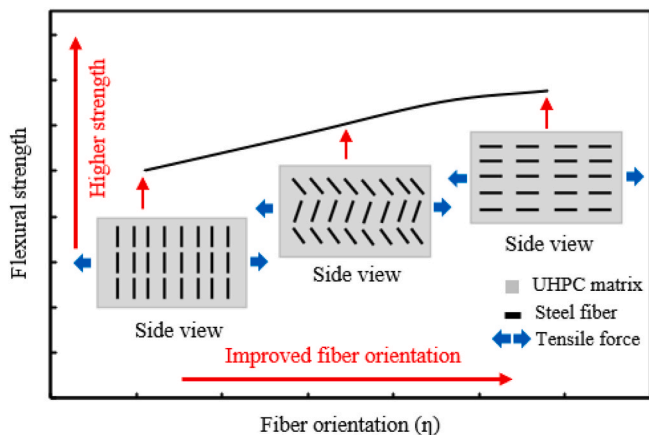 Flexural strength
Higher strength
Side view
Side view
Side view
UHPC matrix
Steel fiber
Tensile force
Improved fiber orientation
Fiber orientation (η)